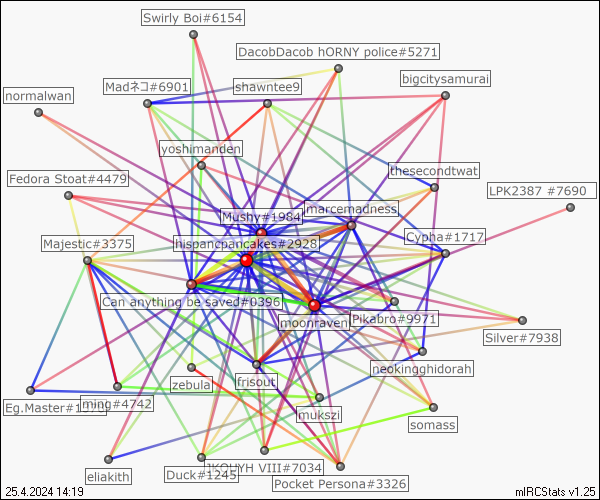 Swirly Boi#6154
DacobDacob hORNY police#5271
Madネコ#6901
shawntee9
bigcitysamurai
normalwan
yoshimanden
thesecondtwat
Fedora Stoat#4479
LPK2387 #7690
Mushy#1984
marcemadness
Majestic#3375
hispancpancakes#2928
Cypha#1717
Can anything be saved#0396
moonraven
Pikabro#9971
Silver#7938
neokingghidorah
zebula
frisout
Eg.Master#
ming#4742
mukszi
somass
eliakith
Duck#1245
VIII#7034
Pocket Persona#3326
25.4.2024 14:19
mIRCStats v1.25